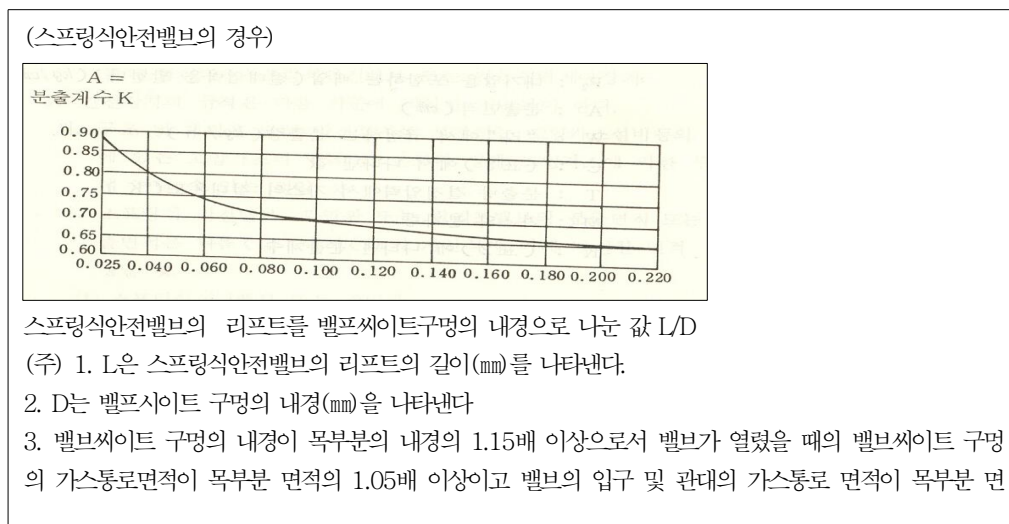 (스프링식안전밸브의 경우)
A =
분출계수 K
0.90
0.85
0.80
0.75
0.70
0.65
0.60
0.025 0.040 0.060 0.080 0.100 0.120 0.140 0.160 0.180 0.200 0.220
스프링식안전밸브의 리프트를 밸프씨이트구멍의 내경으로 나눈 값 L/D
(주) 1. L은 스프링식안전밸브의 리프트의 길이(㎜)를 나타낸다.
2. D는 밸프시이트 구멍의 내경(㎜)을 나타낸다
3. 밸브씨이트 구멍의 내경이 목부분의 내경의 1.15배 이상으로서 밸브가 열렸을 때의 밸브씨이트 구멍
의 가스통로면적이 목부분 면적의 1.05배 이상이고 밸브의 입구 및 관대의 가스통로 면적이 목부분 면